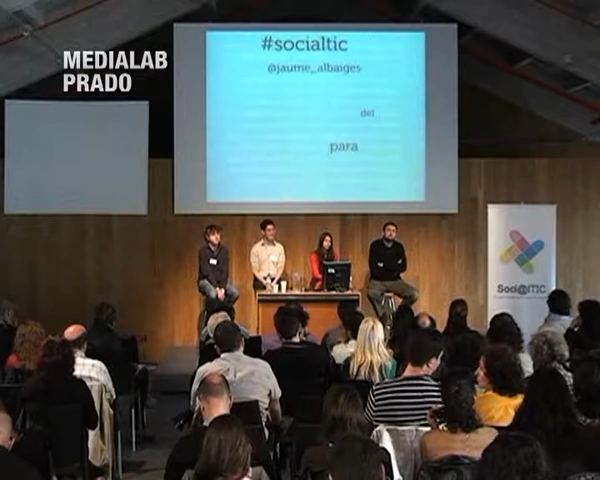 MEDIALAB
PRADO
#socialtic
@jaume_albaiges
del
para
Soci@lTIC